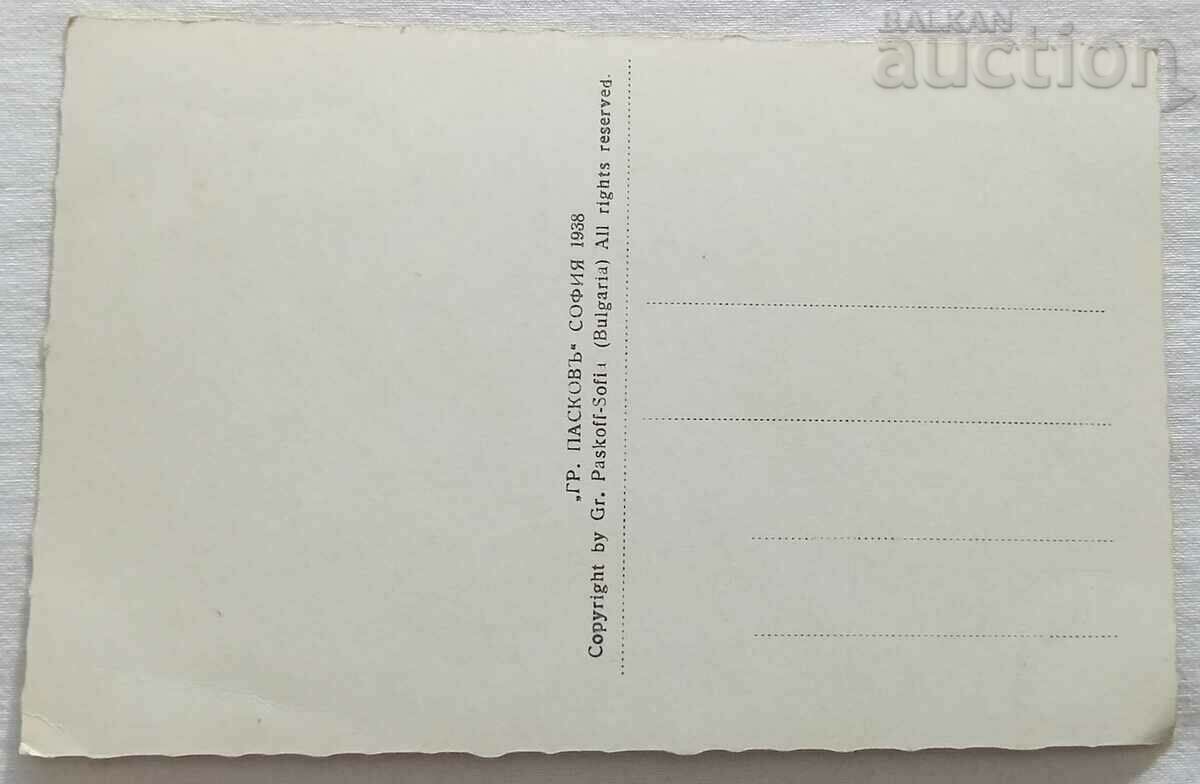 BALKAN
auction
„ГР. ПАСКОВЪ“ СОФИЯ 1938
Copyright by Gr. Paskoff-Sofia (Bulgaria) All rights reserved.